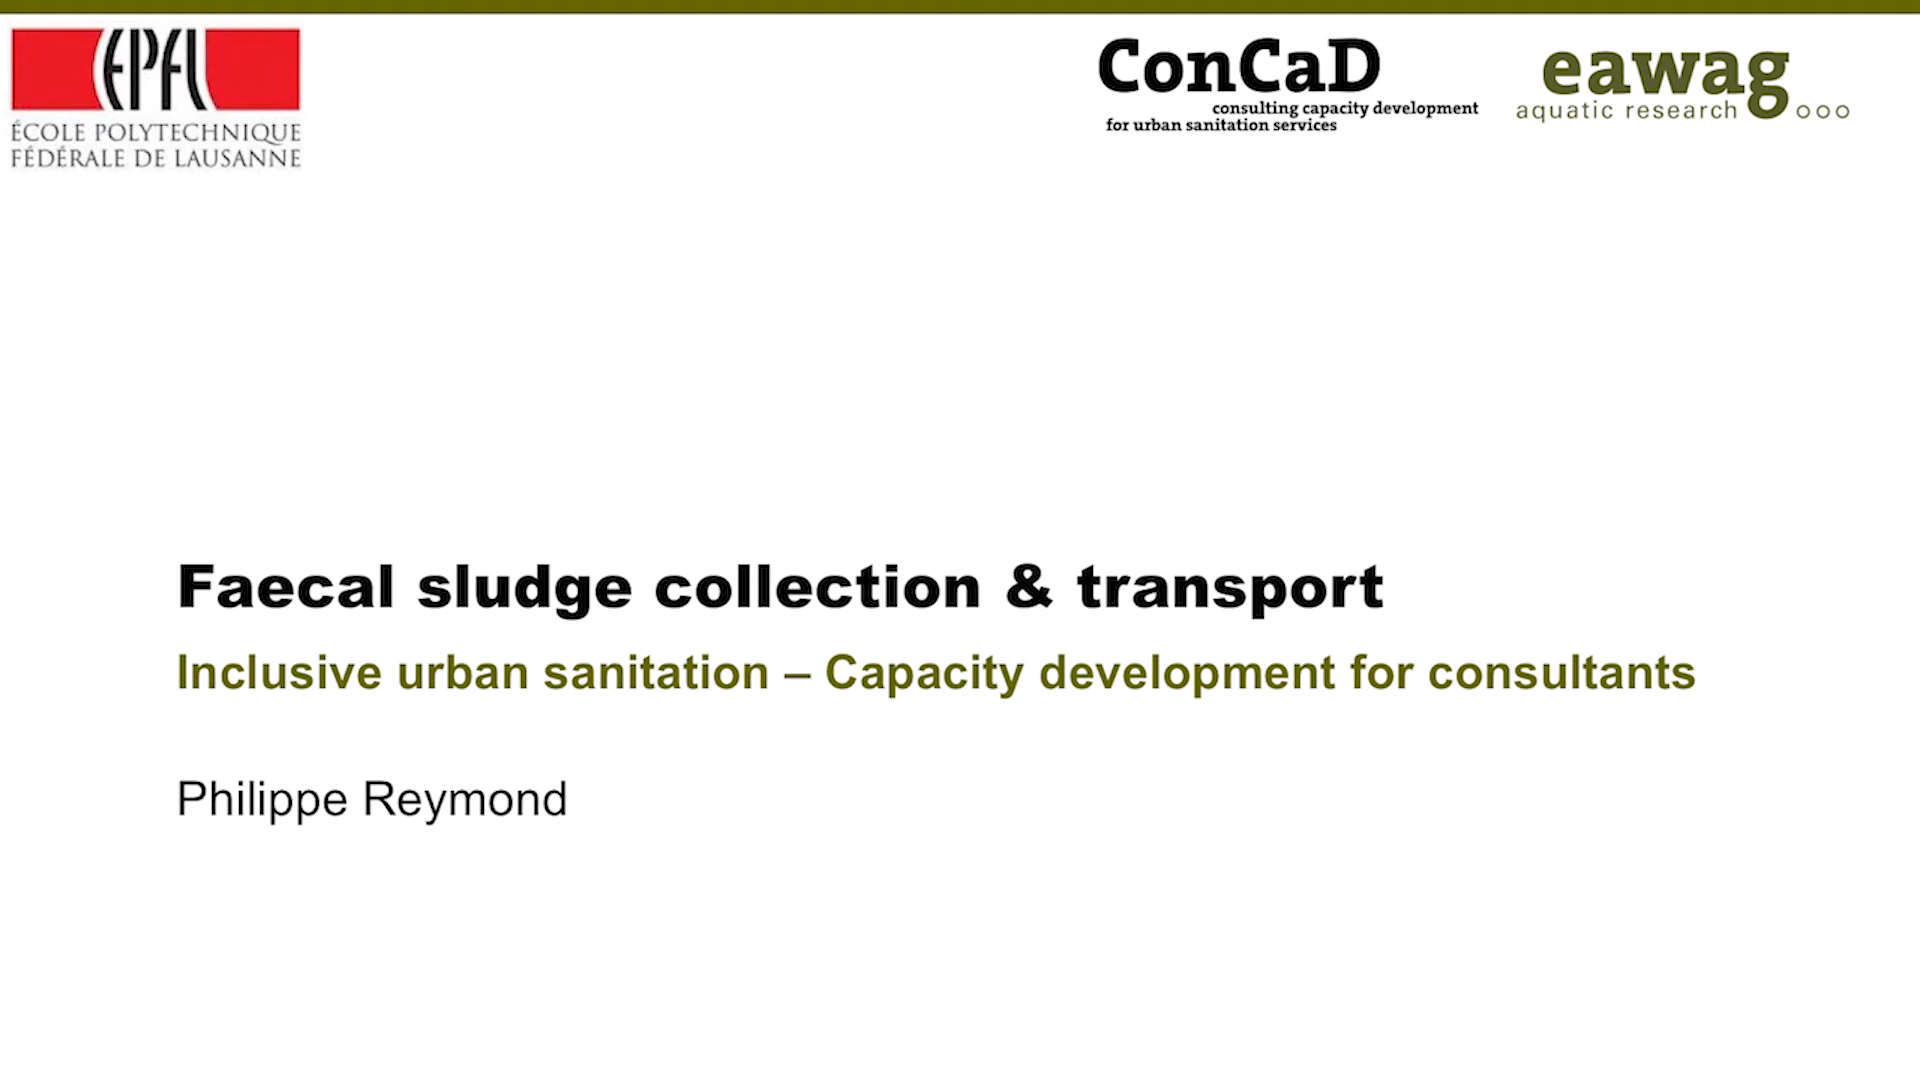 EPFL
ÉCOLE POLYTECHNIQUE
FÉDÉRALE DE LAUSANNE
ConCaD
consulting capacity development
for urban sanitation services
eawag
aquatic research
Faecal sludge collection & transport
Inclusive urban sanitation – Capacity development for consultants
Philippe Reymond